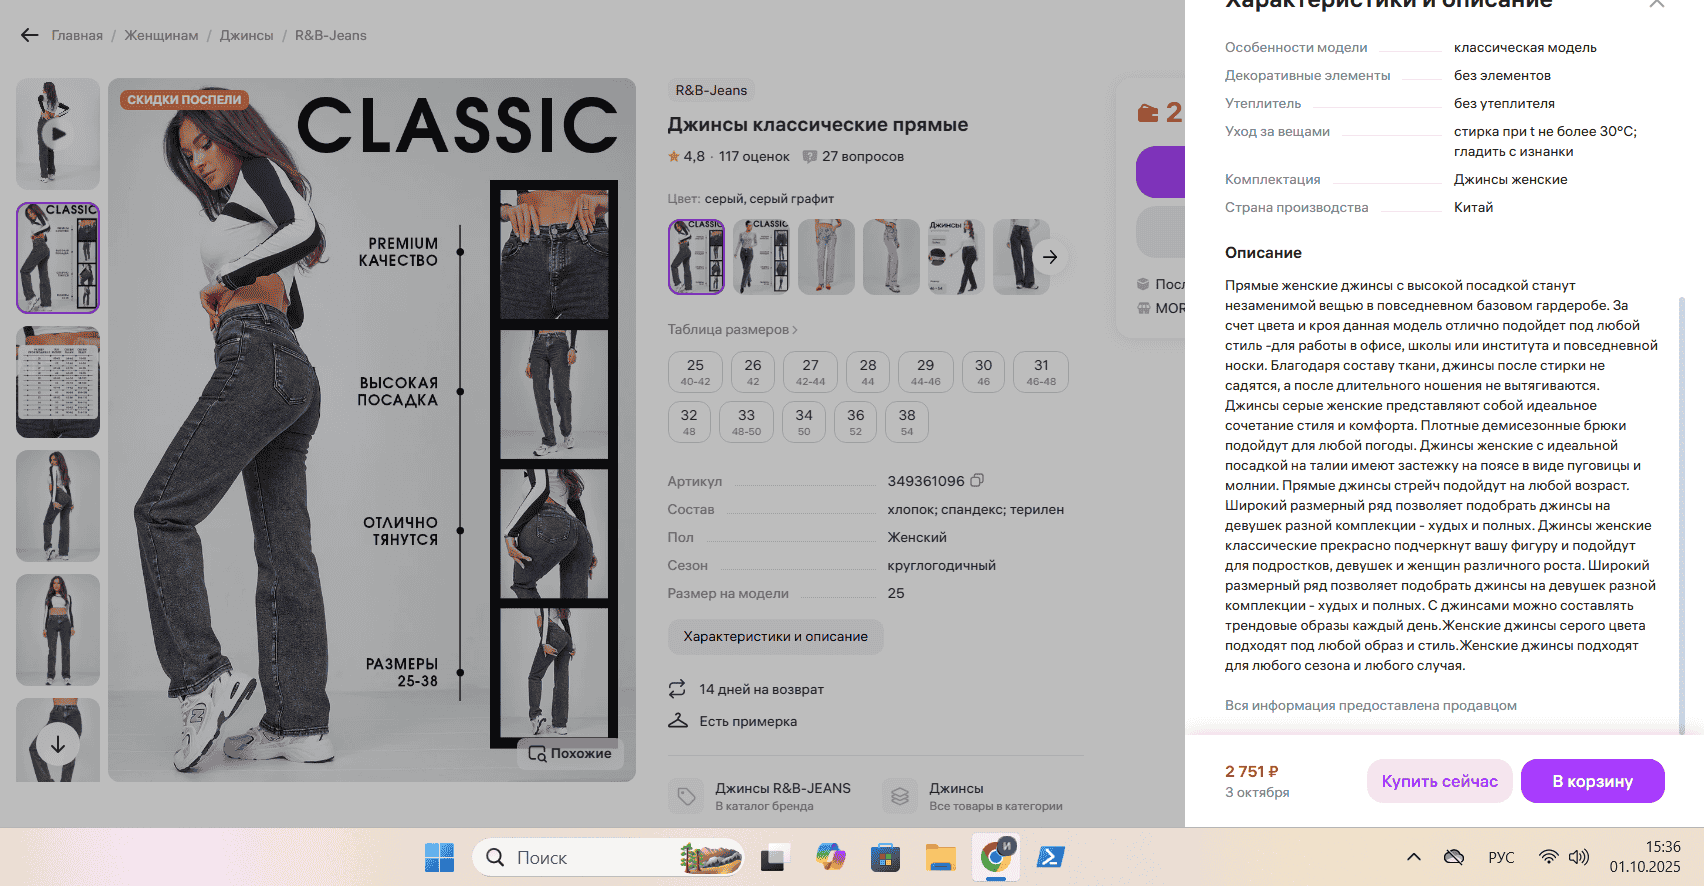 Главная / Женщинам / Джинсы / R&B-Jeans
СКИДКИ ПОСПЕЛИ
CLASSIC
PREMIUM
КАЧЕСТВО
ВЫСОКАЯ
ПОСАДКА
ОТЛИЧНО
ТЯНУТСЯ
РАЗМЕРЫ
25-38
Похожие
CLASSIC
R&B-Jeans
Джинсы классические прямые
4,8 · 117 оценок
27 вопросов
Цвет: серый, серый графит
CLASSIC
CLASSIC
ДЖИНСЫ
Таблица размеров
25
40-42
26
42
27
42-44
28
44
29
44-46
30
46
31
46-48
32
48
33
48-50
34
50
36
52
38
54
Артикул 349361096
Состав хлопок; спандекс; терилен
Пол Женский
Сезон круглогодичный
Размер на модели 25
Характеристики и описание
14 дней на возврат
Есть примерка
Джинсы R&B-JEANS
В каталог бренда
Джинсы
Все товары в категории
2
Посл
MOR
Характеристики и описание
Особенности модели классическая модель
Декоративные элементы без элементов
Утеплитель без утеплителя
Уход за вещами стирка при t не более 30°C;
гладить с изнанки
Комплектация Джинсы женские
Страна производства Китай
Описание
Прямые женские джинсы с высокой посадкой станут
незаменимой вещью в повседневном базовом гардеробе. За
счет цвета и кроя данная модель отлично подойдет под любой
стиль -для работы в офисе, школы или института и повседневной
носки. Благодаря составу ткани, джинсы после стирки не
садятся, а после длительного ношения не вытягиваются.
Джинсы серые женские представляют собой идеальное
сочетание стиля и комфорта. Плотные демисезонные брюки
подойдут для любой погоды. Джинсы женские с идеальной
посадкой на талии имеют застежку на поясе в виде пуговицы и
молнии. Прямые джинсы стрейч подойдут на любой возраст.
Широкий размерный ряд позволяет подобрать джинсы на
девушек разной комплекции - худых и полных. Джинсы женские
классические прекрасно подчеркнут вашу фигуру и подойдут
для подростков, девушек и женщин различного роста. Широкий
размерный ряд позволяет подобрать джинсы на девушек разной
комплекции - худых и полных. С джинсами можно составлять
трендовые образы каждый день.Женские джинсы серого цвета
подходят под любой образ и стиль.Женские джинсы подходят
для любого сезона и любого случая.
Вся информация предоставлена продавцом
2 751 ₽
3 октября
Купить сейчас
В корзину
Поиск
И
РУС
15:36
01.10.2025